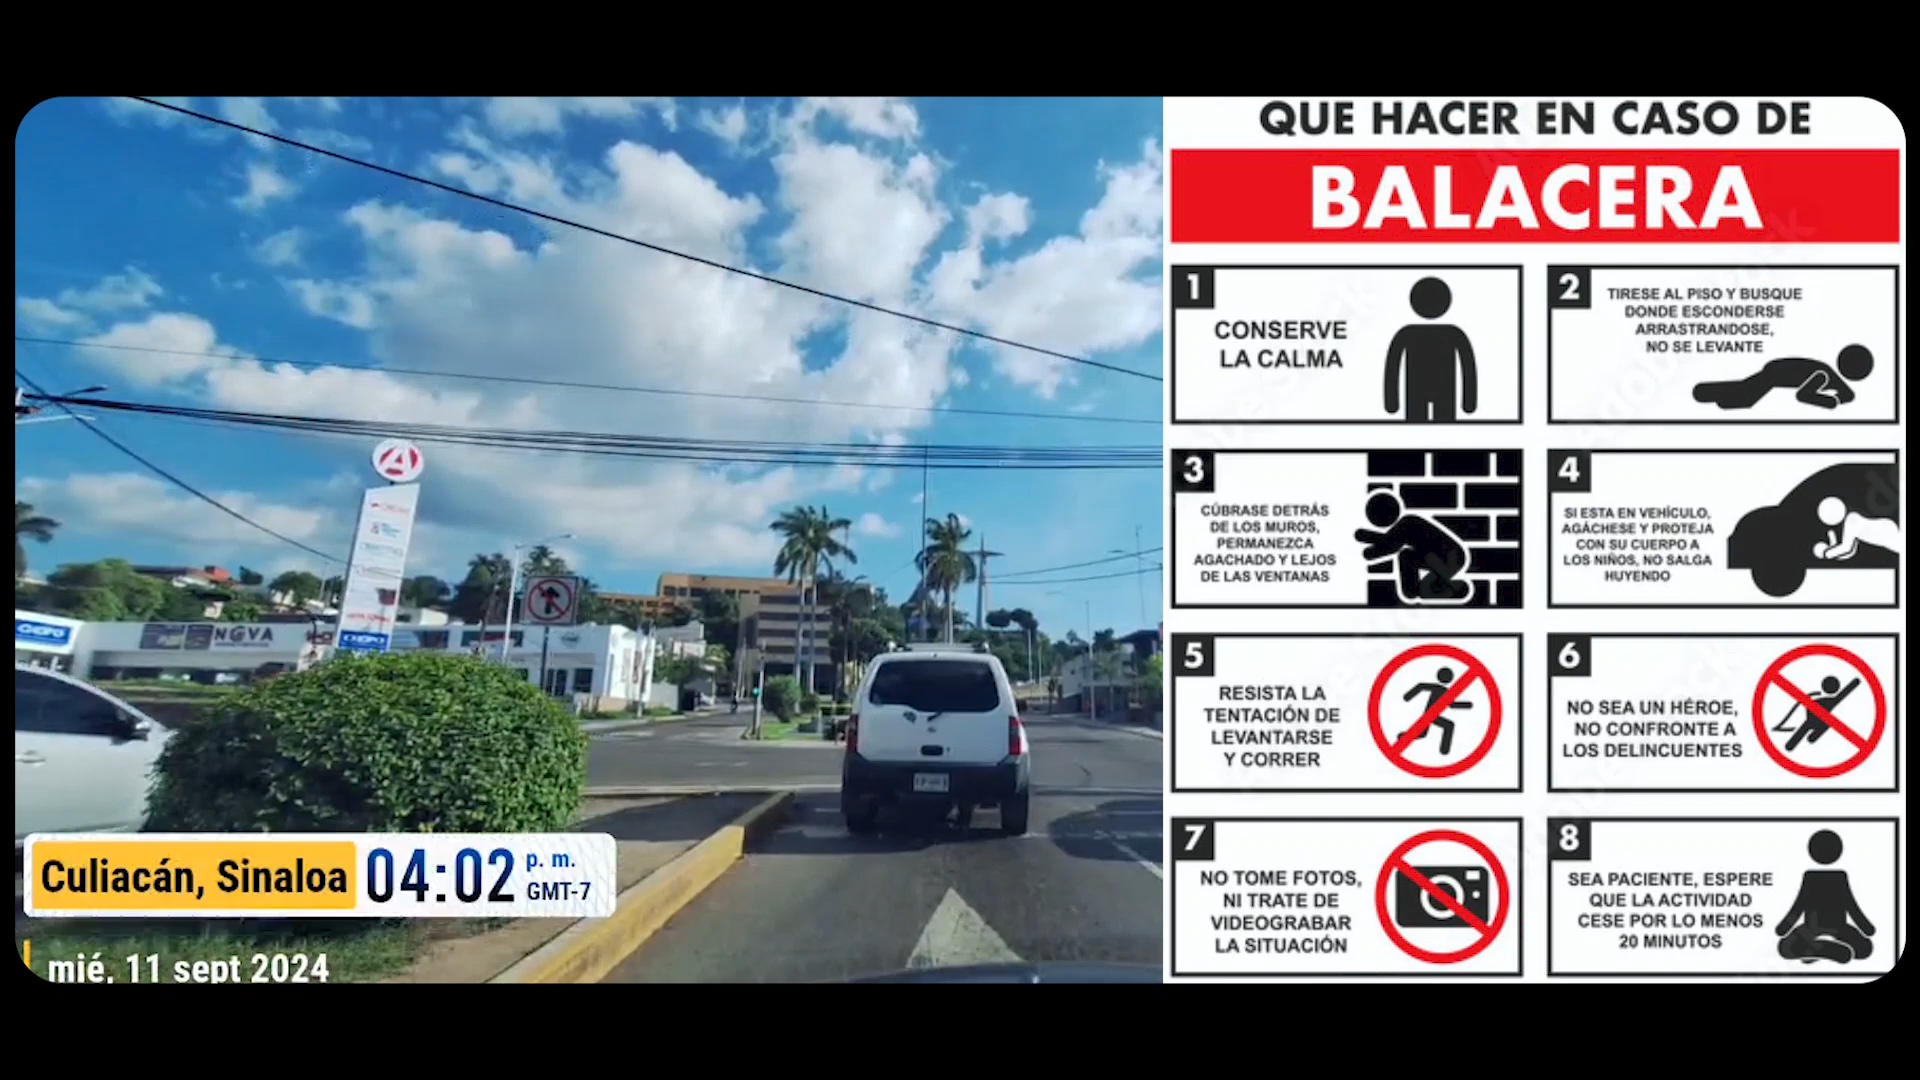 NOVA
CHOPO
CHOPO
Culiacán, Sinaloa
04:02
p. m.
GMT-7
mié, 11 sept 2024
QUE HACER EN CASO DE
BALACERA
1
CONSERVE
LA CALMA
2
TIRESE AL PISO Y BUSQUE
DONDE ESCONDERSE
ARRASTRANDOSE,
NO SE LEVANTE
3
CÚBRASE DETRÁS
DE LOS MUROS,
PERMANEZCA
AGACHADO Y LEJOS
DE LAS VENTANAS
4
SI ESTA EN VEHÍCULO,
AGÁCHESE Y PROTEJA
CON SU CUERPO A
LOS NIÑOS, NO SALGA
HUYENDO
5
RESISTA LA
TENTACIÓN DE
LEVANTARSE
Y CORRER
6
NO SEA UN HÉROE,
NO CONFRONTE A
LOS DELINCUENTES
7
NO TOME FOTOS,
NI TRATE DE
VIDEOGRABAR
LA SITUACIÓN
8
SEA PACIENTE, ESPERE
QUE LA ACTIVIDAD
CESE POR LO MENOS
20 MINUTOS